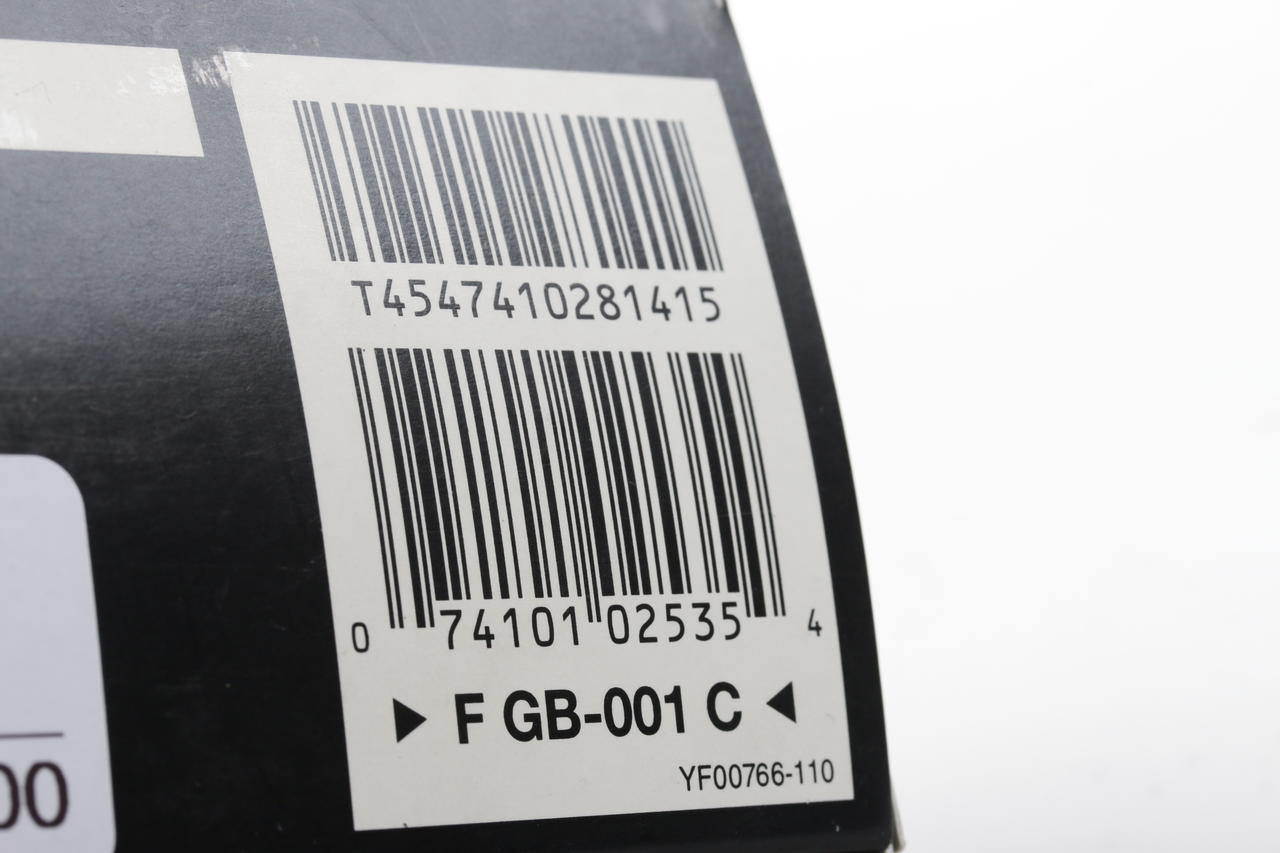 T4547410281415
0 74101 02535 4
▶ F GB-001 C ◀
YF00766-110
00